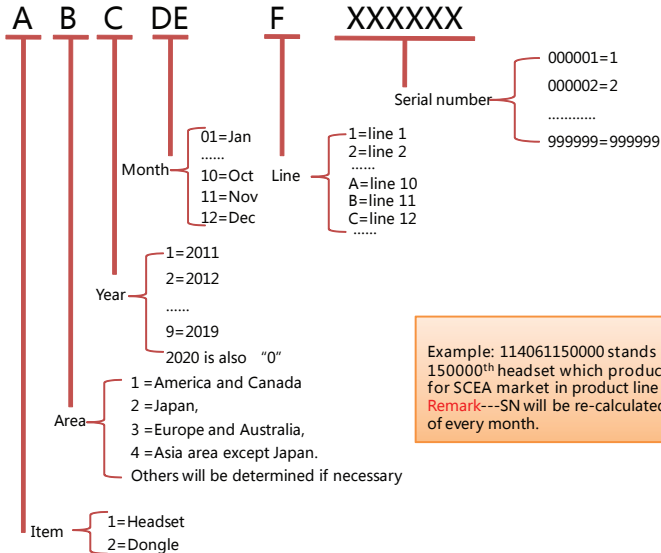 A B C DE F XXXXXX
Serial number
000001=1
000002=2
............
999999=999999
Month
01=Jan
......
10=Oct
11=Nov
12=Dec
Line
1=line 1
2=line 2
......
A=line 10
B=line 11
C=line 12
......
Year
1=2011
2=2012
......
9=2019
2020 is also “0”
Area
1 =America and Canada
2 =Japan,
3 =Europe and Australia,
4 =Asia area except Japan.
Others will be determined if necessary
Item
1=Headset
2=Dongle
Example: 114061150000 stands
150000th headset which produc
for SCEA market in product line
Remark---SN will be re-calculated
of every month.